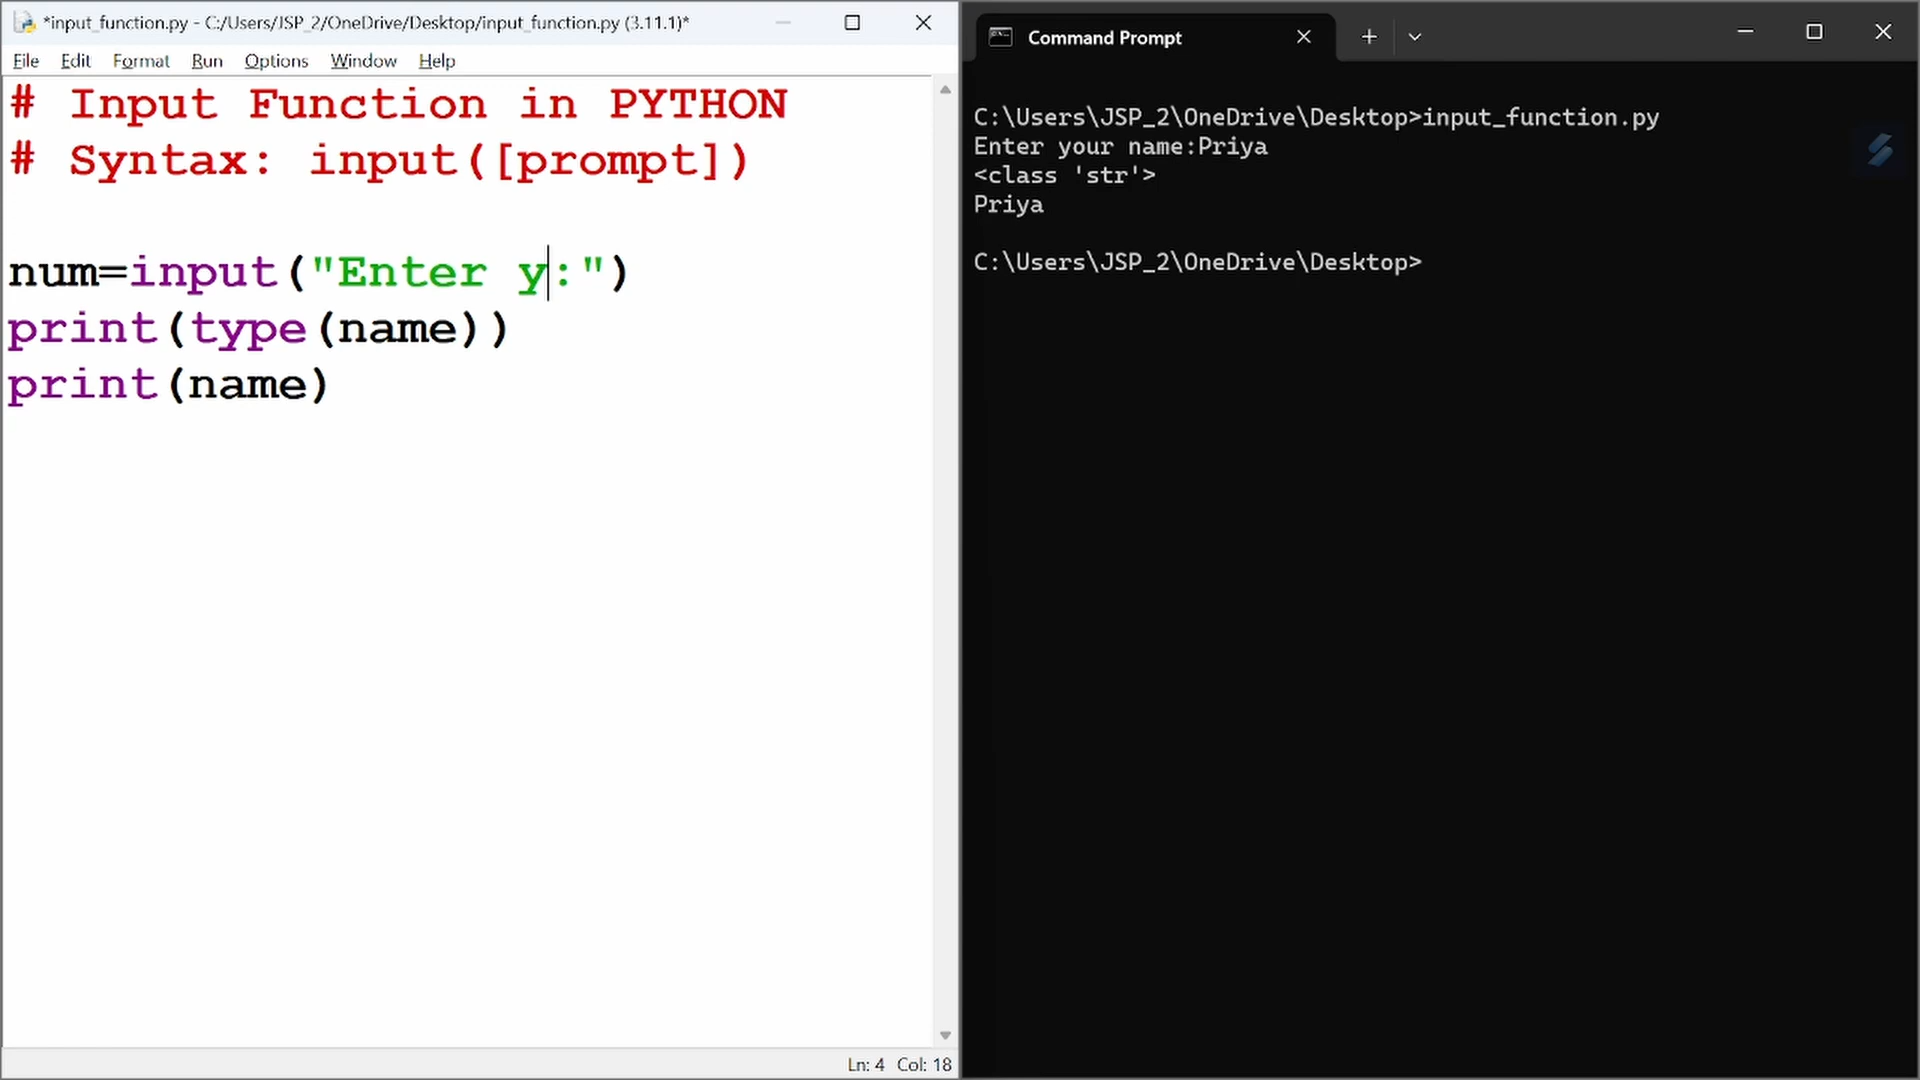 *input_function.py - C:/Users/JSP_2/OneDrive/Desktop/input_function.py (3.11.1)*
File Edit Format Run Options Window Help
# Input Function in PYTHON
# Syntax: input([prompt])
num=input("Enter y:")
print(type(name))
print(name)
Ln: 4 Col: 18
Command Prompt
C:\Users\JSP_2\OneDrive\Desktop>input_function.py
Enter your name:Priya
<class 'str'>
Priya
C:\Users\JSP_2\OneDrive\Desktop>